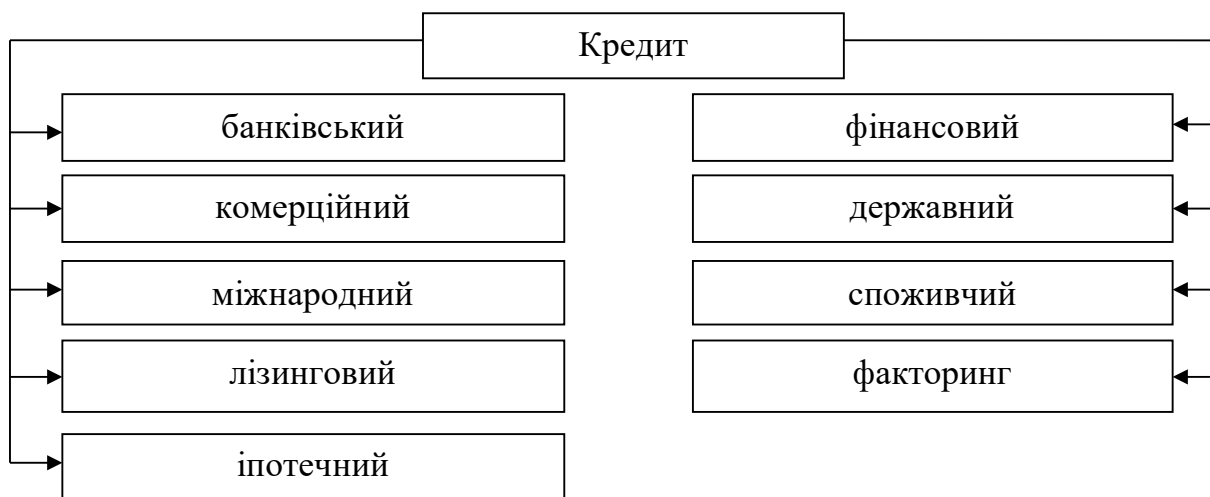 Кредит
банківський
фінансовий
комерційний
державний
міжнародний
споживчий
лізинговий
факторинг
іпотечний